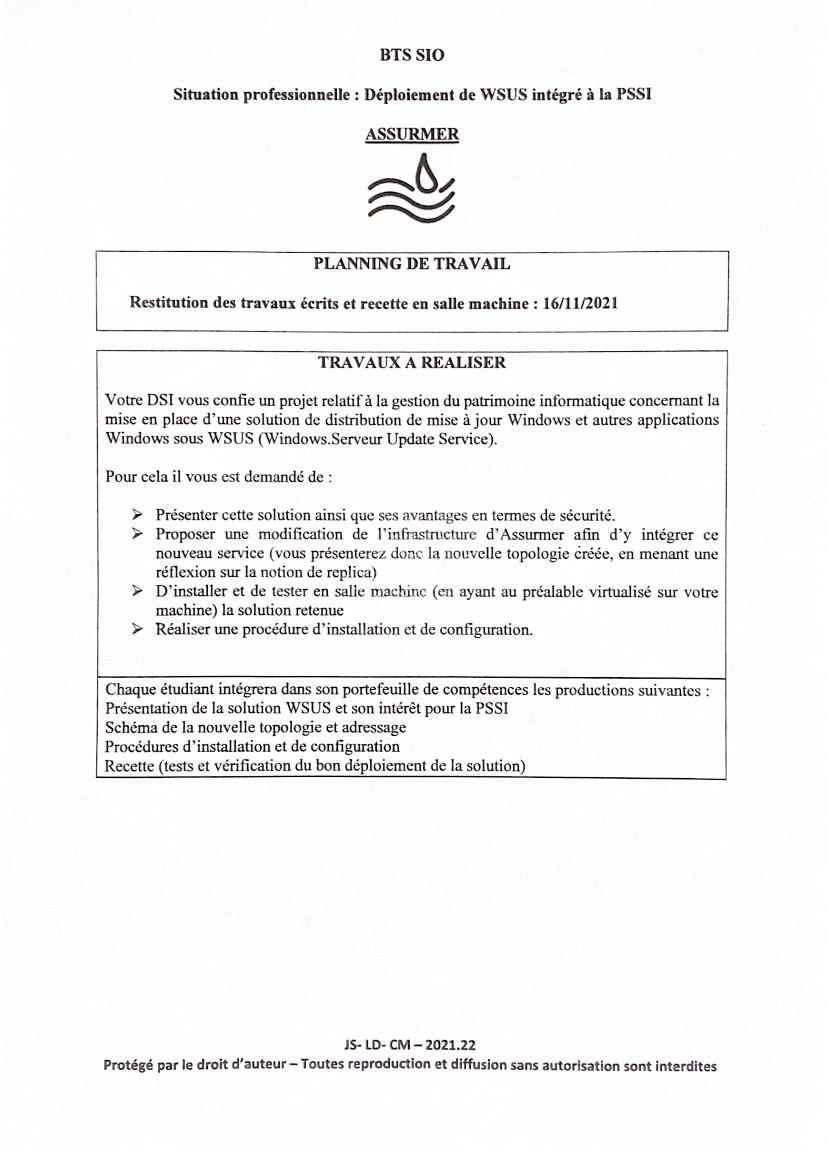 BTS SIO
Situation professionnelle : Déploiement de WSUS intégré à la PSSI
ASSURMER
PLANNING DE TRAVAIL
Restitution des travaux écrits et recette en salle machine : 16/11/2021
TRAVAUX A REALISER
Votre DSI vous confie un projet relatif à la gestion du patrimoine informatique concernant la
mise en place d’une solution de distribution de mise à jour Windows et autres applications
Windows sous WSUS (Windows.Serveur Update Service).
Pour cela il vous est demandé de :
➢ Présenter cette solution ainsi que ses avantages en termes de sécurité.
➢ Proposer une modification de l’infrastructure d’Assurmer afin d’y intégrer ce
nouveau service (vous présenterez donc la nouvelle topologie créée, en menant une
réflexion sur la notion de replica)
➢ D’installer et de tester en salle machine (en ayant au préalable virtualisé sur votre
machine) la solution retenue
➢ Réaliser une procédure d’installation et de configuration.
Chaque étudiant intégrera dans son portefeuille de compétences les productions suivantes :
Présentation de la solution WSUS et son intérêt pour la PSSI
Schéma de la nouvelle topologie et adressage
Procédures d’installation et de configuration
Recette (tests et vérification du bon déploiement de la solution)
JS- LD- CM – 2021.22
Protégé par le droit d’auteur – Toutes reproduction et diffusion sans autorisation sont interdites